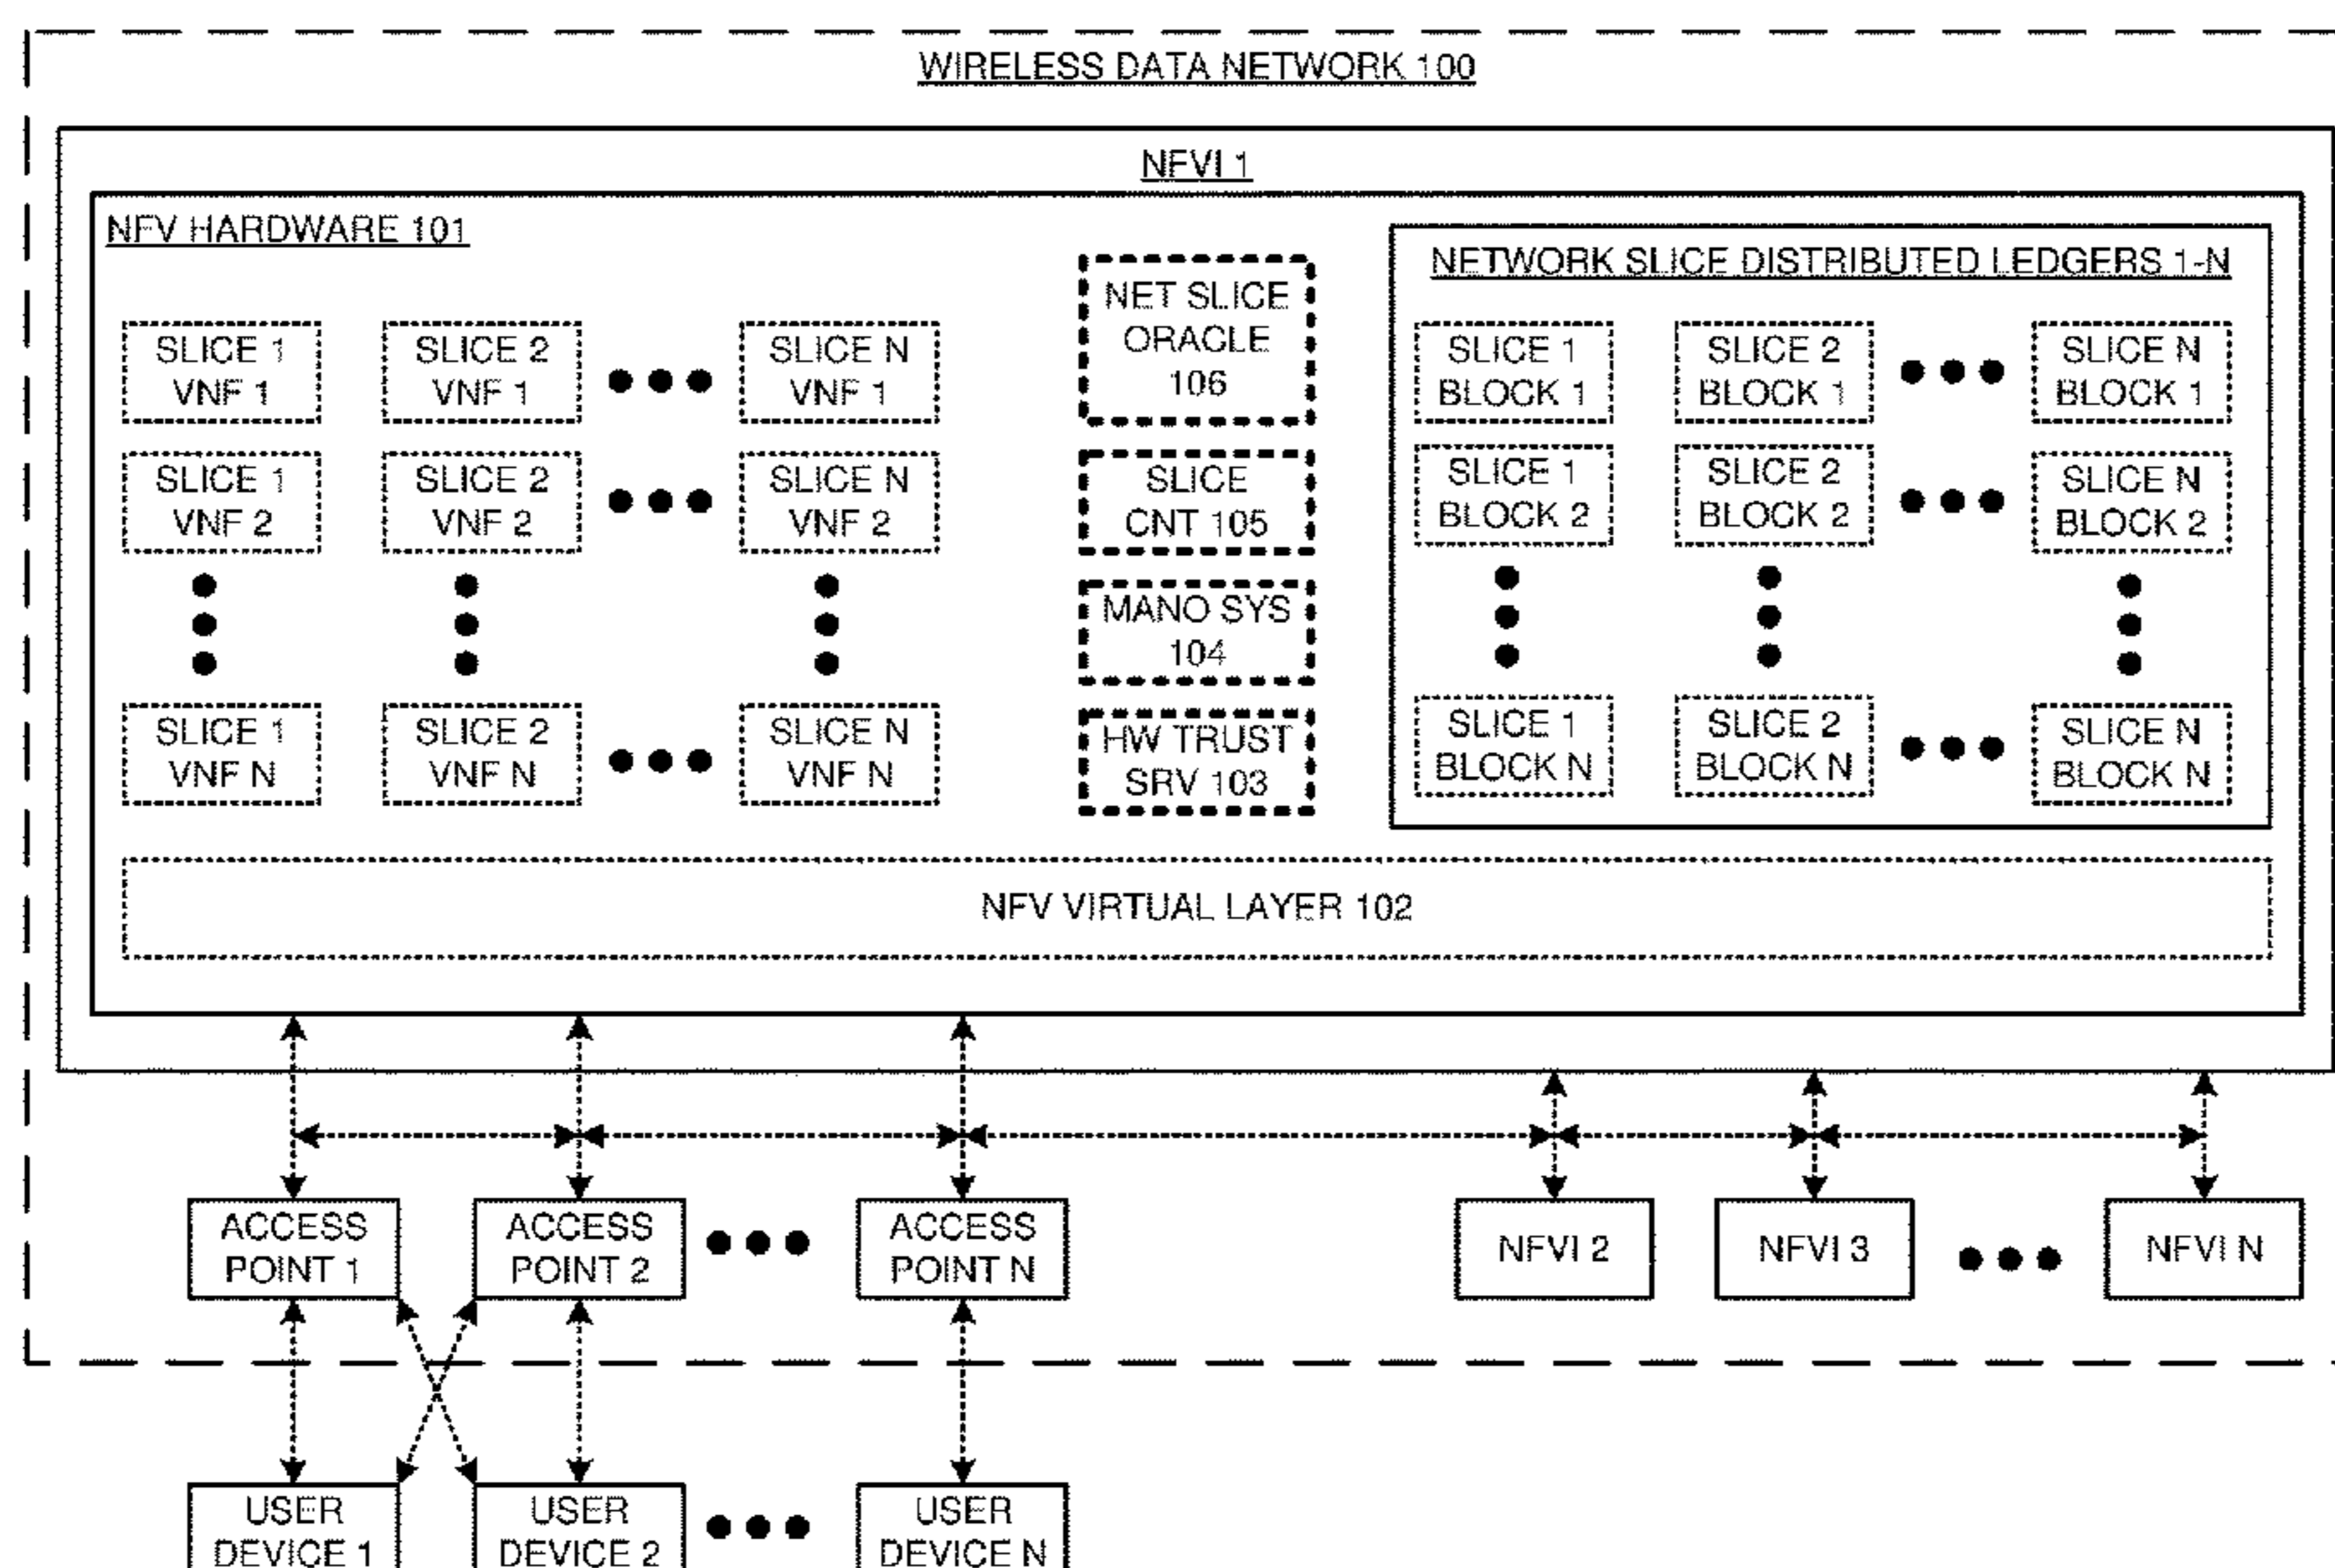 WIRELESS DATA NETWORK 100
NFVI 1
NFV HARDWARE 101
NET SLICE
ORACLE
106
SLICE
CNT 105
MANO SYS
104
HW TRUST
SRV 103
NETWORK SLICE DISTRIBUTED LEDGERS 1-N
SLICE 1
VNF 1
SLICE 2
VNF 1
SLICE N
VNF 1
SLICE 1
VNF 2
SLICE 2
VNF 2
SLICE N
VNF 2
SLICE 1
VNF N
SLICE 2
VNF N
SLICE N
VNF N
SLICE 1
BLOCK 1
SLICE 2
BLOCK 1
SLICE N
BLOCK 1
SLICE 1
BLOCK 2
SLICE 2
BLOCK 2
SLICE N
BLOCK 2
SLICE 1
BLOCK N
SLICE 2
BLOCK N
SLICE N
BLOCK N
NFV VIRTUAL LAYER 102
ACCESS
POINT 1
ACCESS
POINT 2
ACCESS
POINT N
NFVI 2
NFVI 3
NFVI N
USER
DEVICE 1
USER
DEVICE 2
USER
DEVICE N